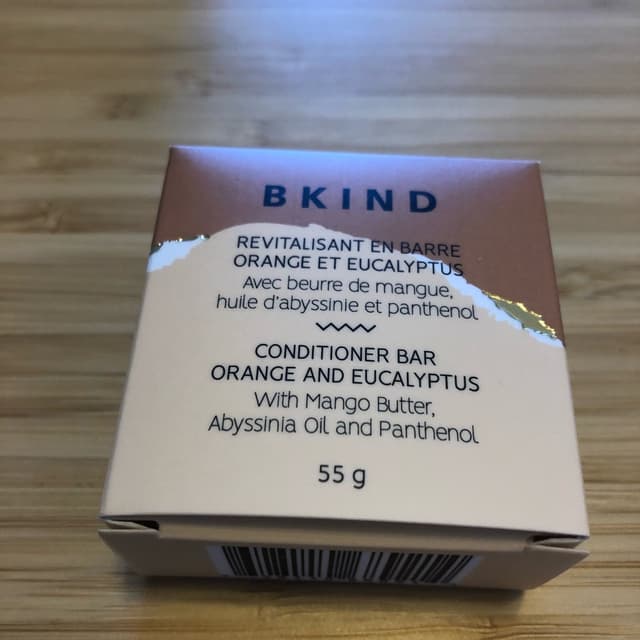 BKIND
REVITALISANT EN BARRE
ORANGE ET EUCALYPTUS
Avec beurre de mangue,
huile d'abyssinie et panthenol
CONDITIONER BAR
ORANGE AND EUCALYPTUS
With Mango Butter,
Abyssinia Oil and Panthenol
55 g